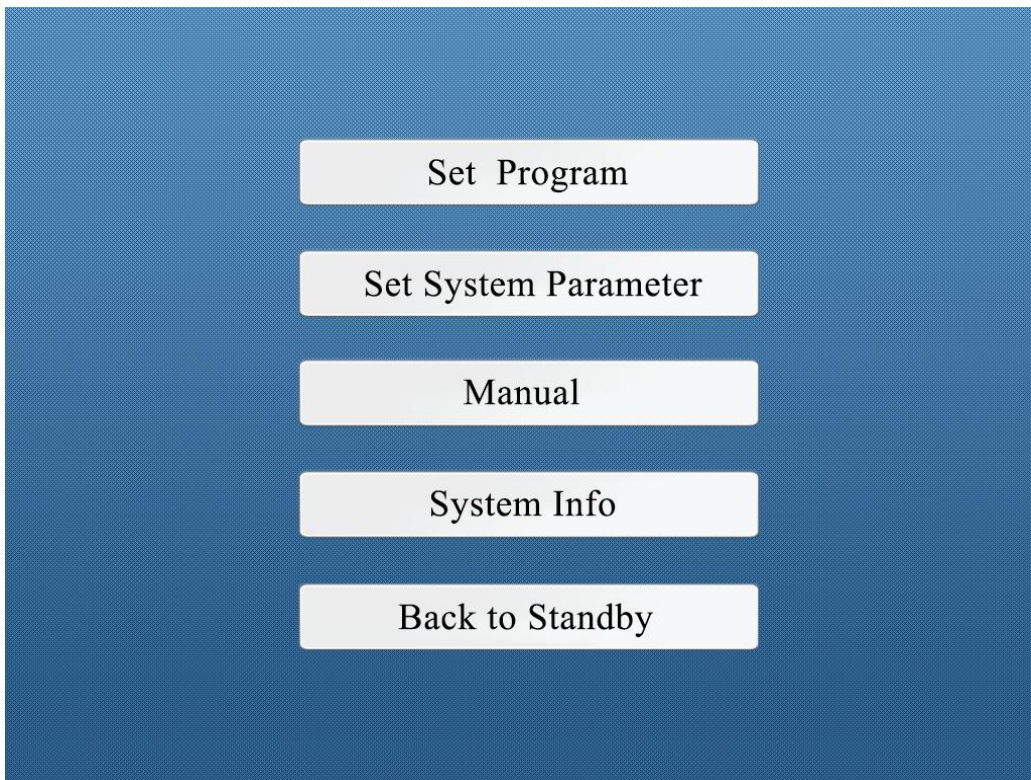 Set Program
Set System Parameter
Manual
System Info
Back to Standby